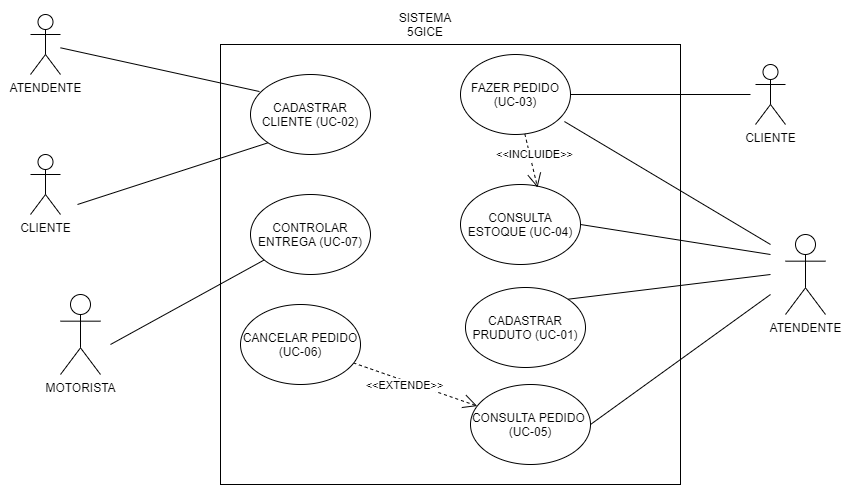 SISTEMA
5GICE
ATENDENTE
CADASTRAR
CLIENTE (UC-02)
CLIENTE
CONTROLAR
ENTREGA (UC-07)
MOTORISTA
CANCELAR PEDIDO
(UC-06)
<<EXTENDE>>
FAZER PEDIDO
(UC-03)
<<INCLUIDE>>
CONSULTA
ESTOQUE (UC-04)
CADASTRAR
PRUDUTO (UC-01)
CONSULTA PEDIDO
(UC-05)
CLIENTE
ATENDENTE